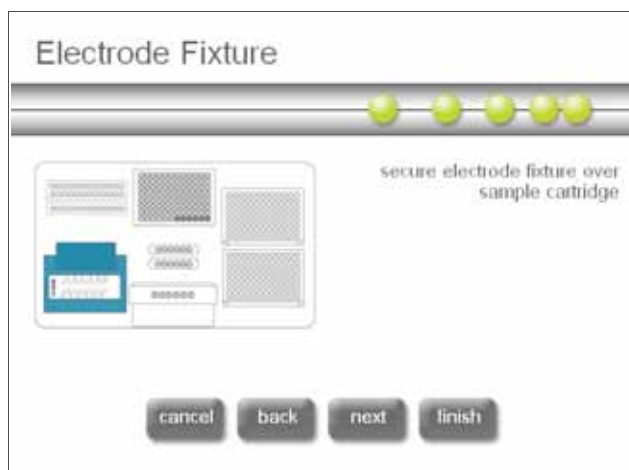 Electrode Fixture
secure electrode fixture over
sample cartridge
cancel
back
next
finish